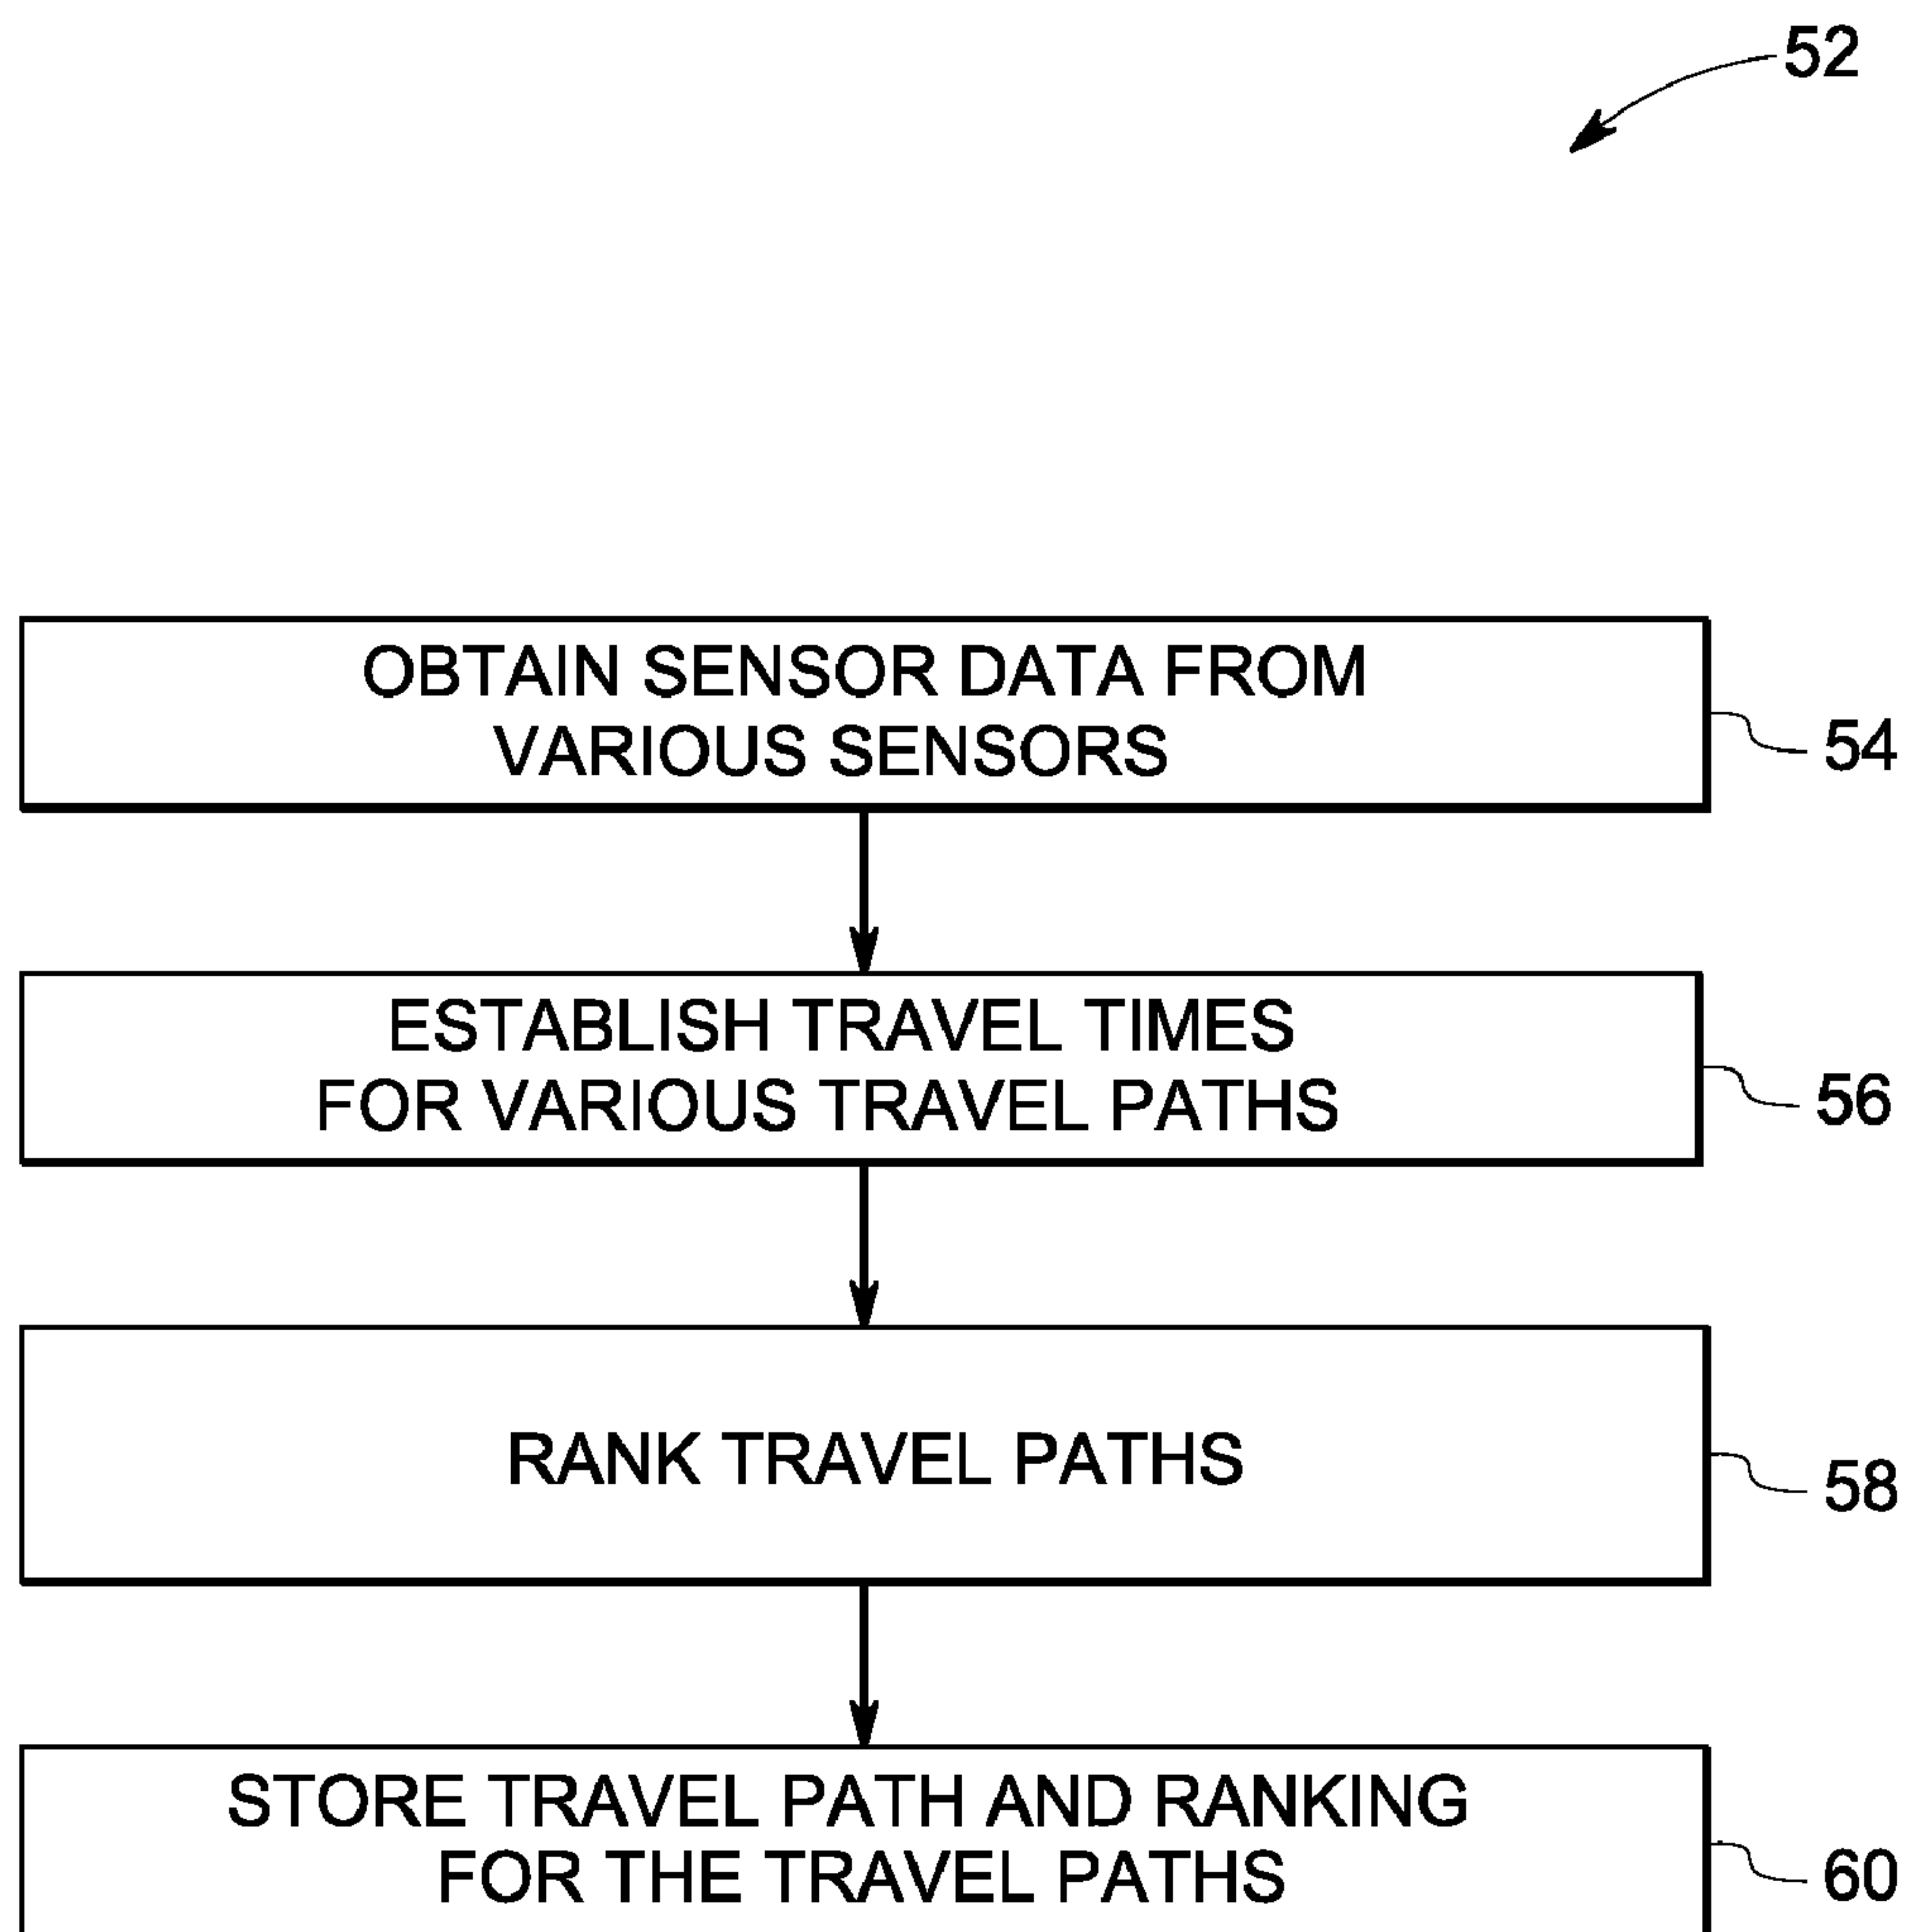 52
OBTAIN SENSOR DATA FROM
VARIOUS SENSORS
54
ESTABLISH TRAVEL TIMES
FOR VARIOUS TRAVEL PATHS
56
RANK TRAVEL PATHS
58
STORE TRAVEL PATH AND RANKING
FOR THE TRAVEL PATHS
60